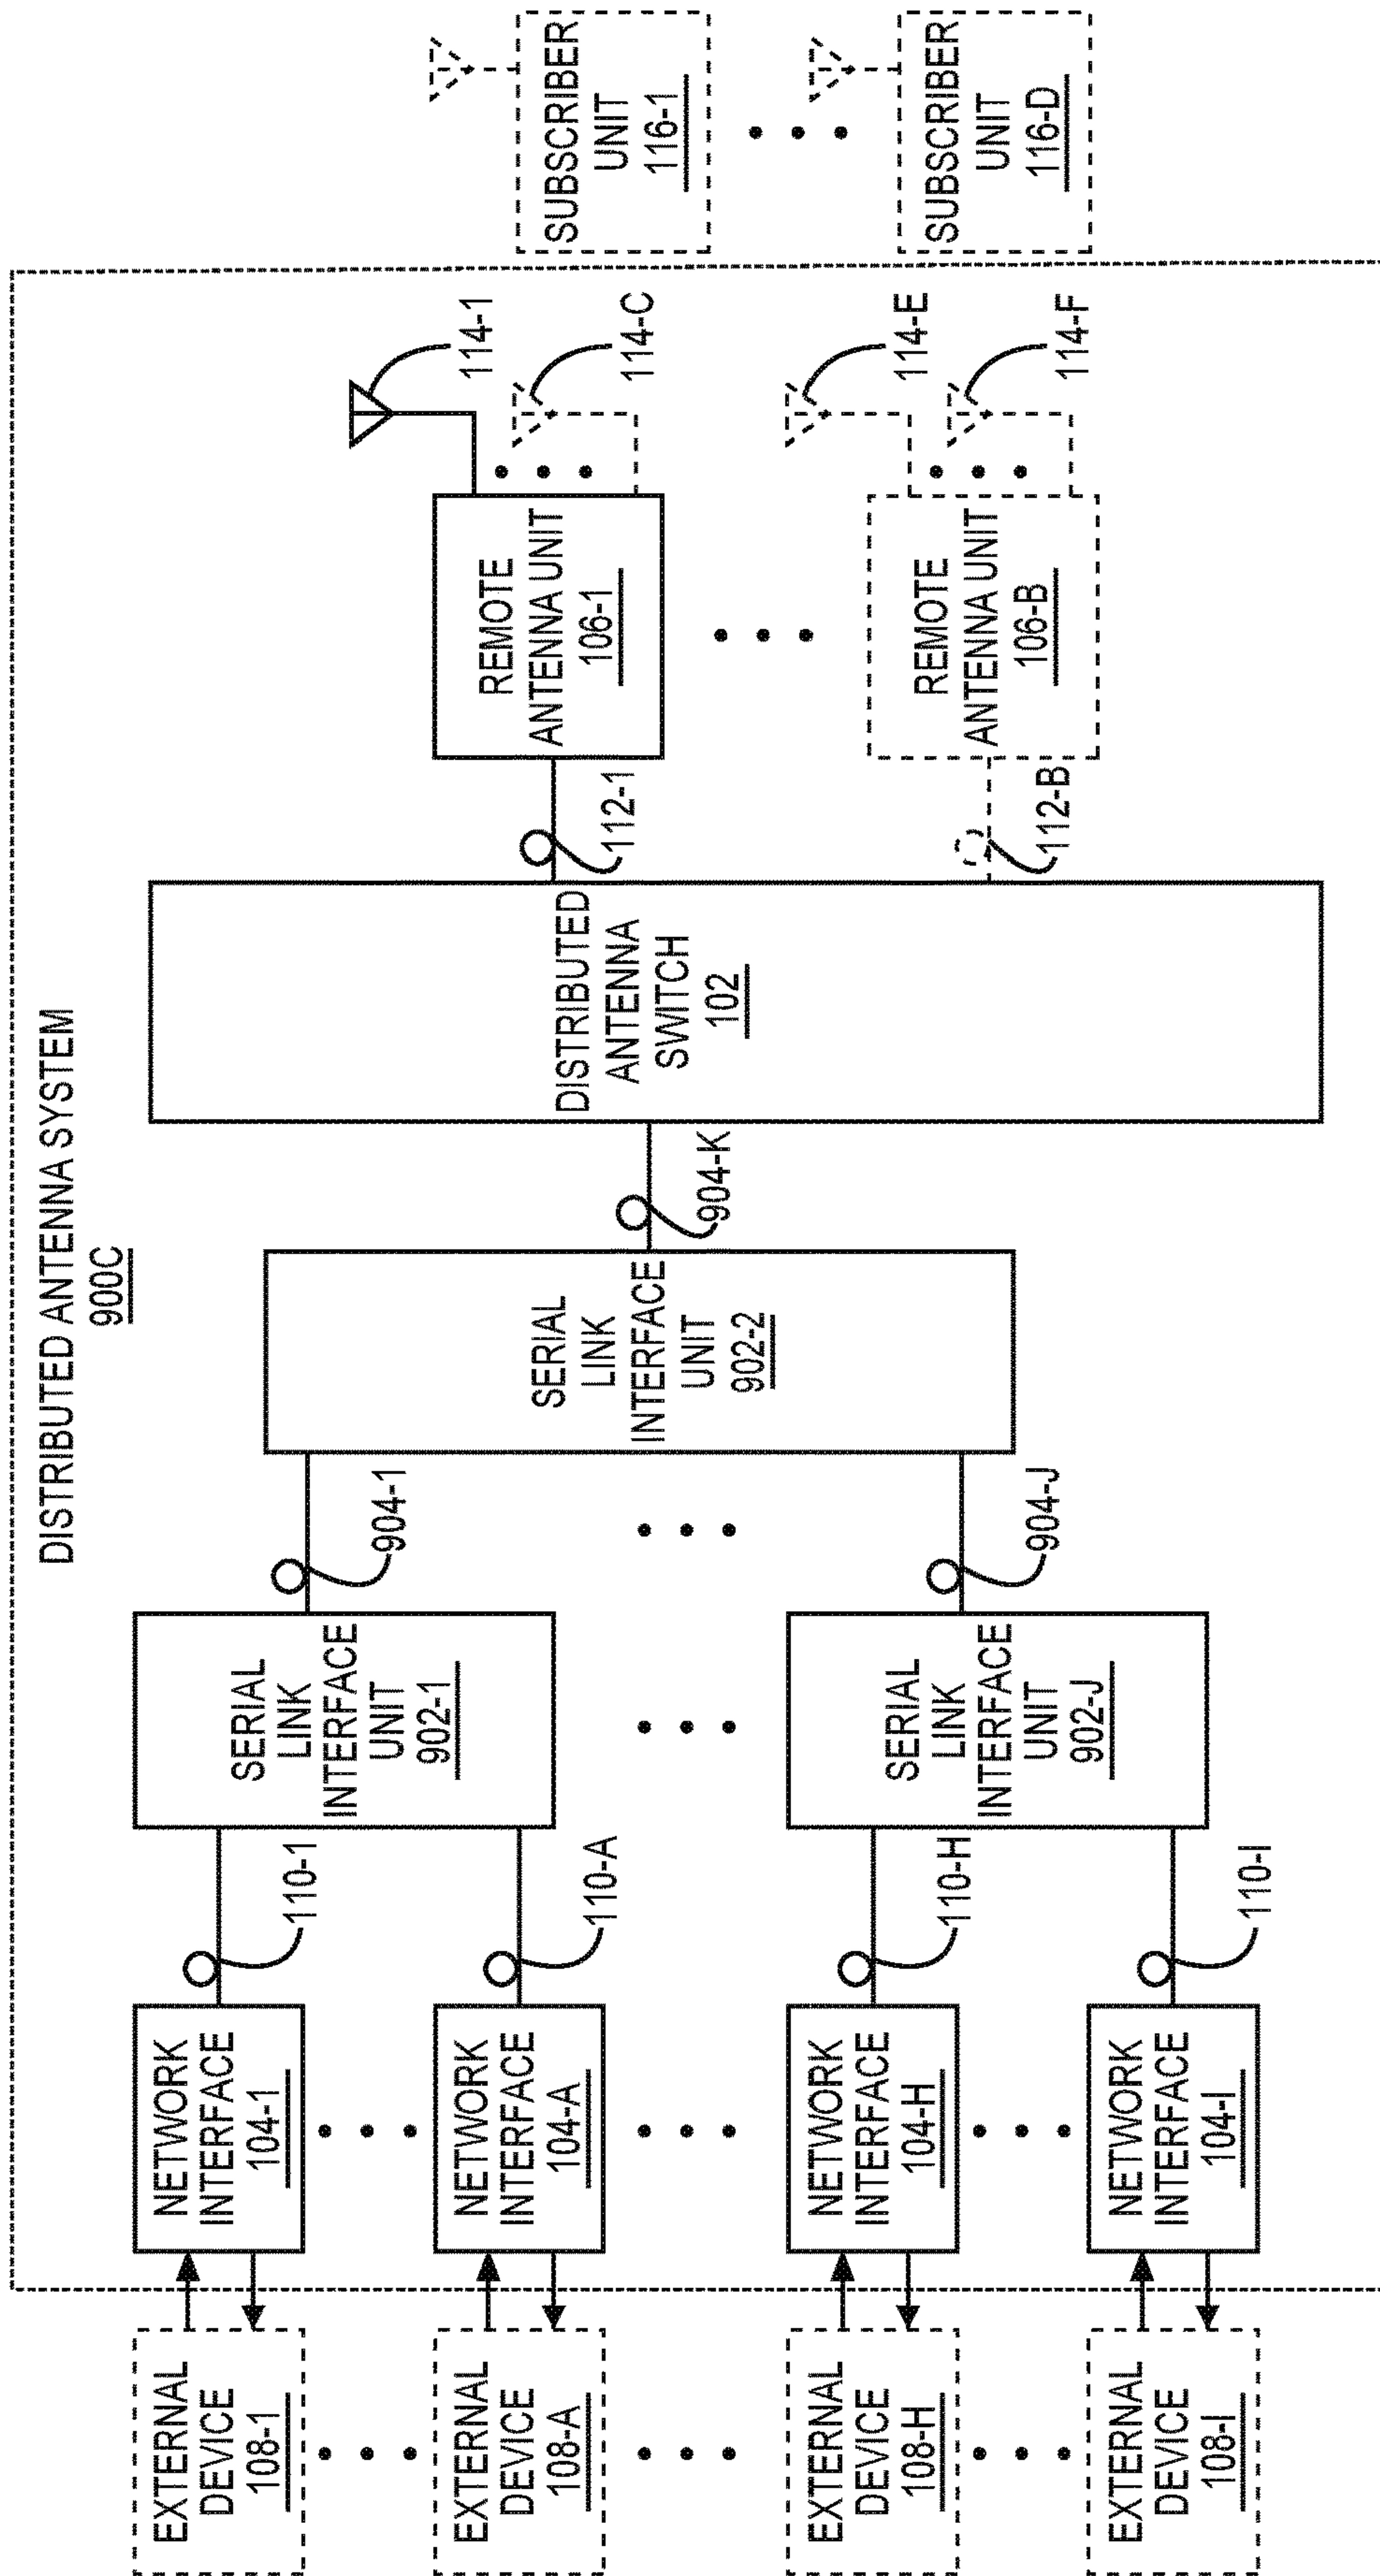 DISTRIBUTED ANTENNA SYSTEM
900C
EXTERNAL
DEVICE
108-1
EXTERNAL
DEVICE
108-A
EXTERNAL
DEVICE
108-H
EXTERNAL
DEVICE
108-I
NETWORK
INTERFACE
104-1
NETWORK
INTERFACE
104-A
NETWORK
INTERFACE
104-H
NETWORK
INTERFACE
104-I
110-1
110-A
110-H
110-I
SERIAL
LINK
INTERFACE
UNIT
902-1
SERIAL
LINK
INTERFACE
UNIT
902-J
904-1
904-J
SERIAL
LINK
INTERFACE
UNIT
902-2
904-K
DISTRIBUTED
ANTENNA
SWITCH
102
112-1
112-B
REMOTE
ANTENNA UNIT
106-1
REMOTE
ANTENNA UNIT
106-B
114-1
114-C
114-E
114-F
SUBSCRIBER
UNIT
116-1
SUBSCRIBER
UNIT
116-D